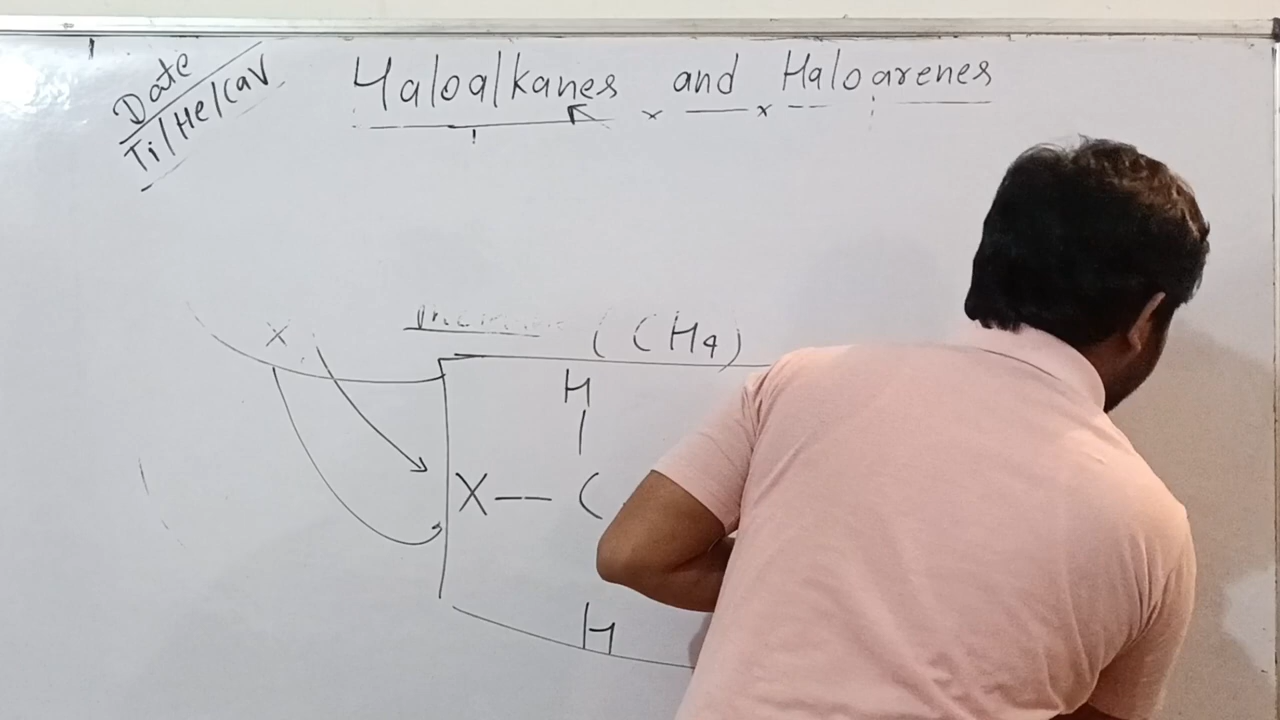 Date
Ti/He/Cav
Haloalkanes and Haloarenes
X
(CH4)
H
X — C
H